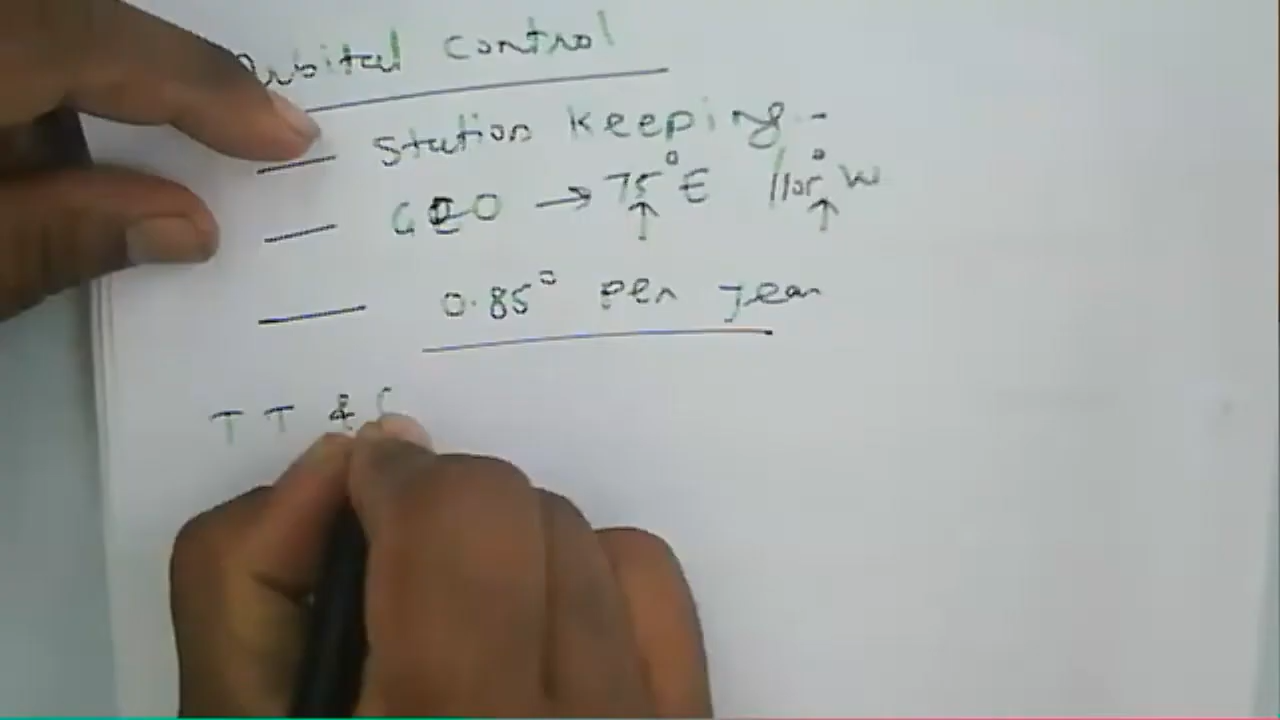 Orbital control
— Station keeping -
— GEO → 75° E 110° W
↑ ↑
— 0.85° per year
T T & C